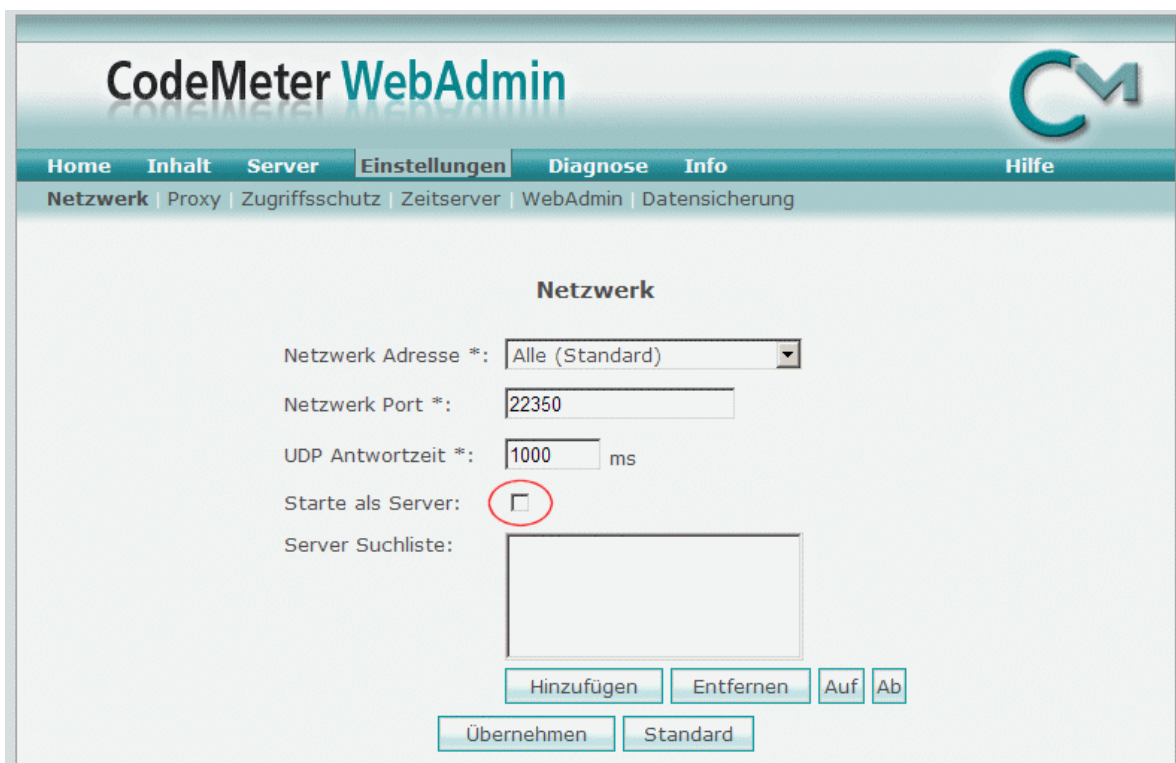 CodeMeter WebAdmin
CM
Home Inhalt Server Einstellungen Diagnose Info Hilfe
Netzwerk | Proxy | Zugriffsschutz | Zeitserver | WebAdmin | Datensicherung
Netzwerk
Netzwerk Adresse *: Alle (Standard)
Netzwerk Port *: 22350
UDP Antwortzeit *: 1000 ms
Starte als Server:
Server Suchliste:
Hinzufügen Entfernen Auf Ab
Übernehmen Standard